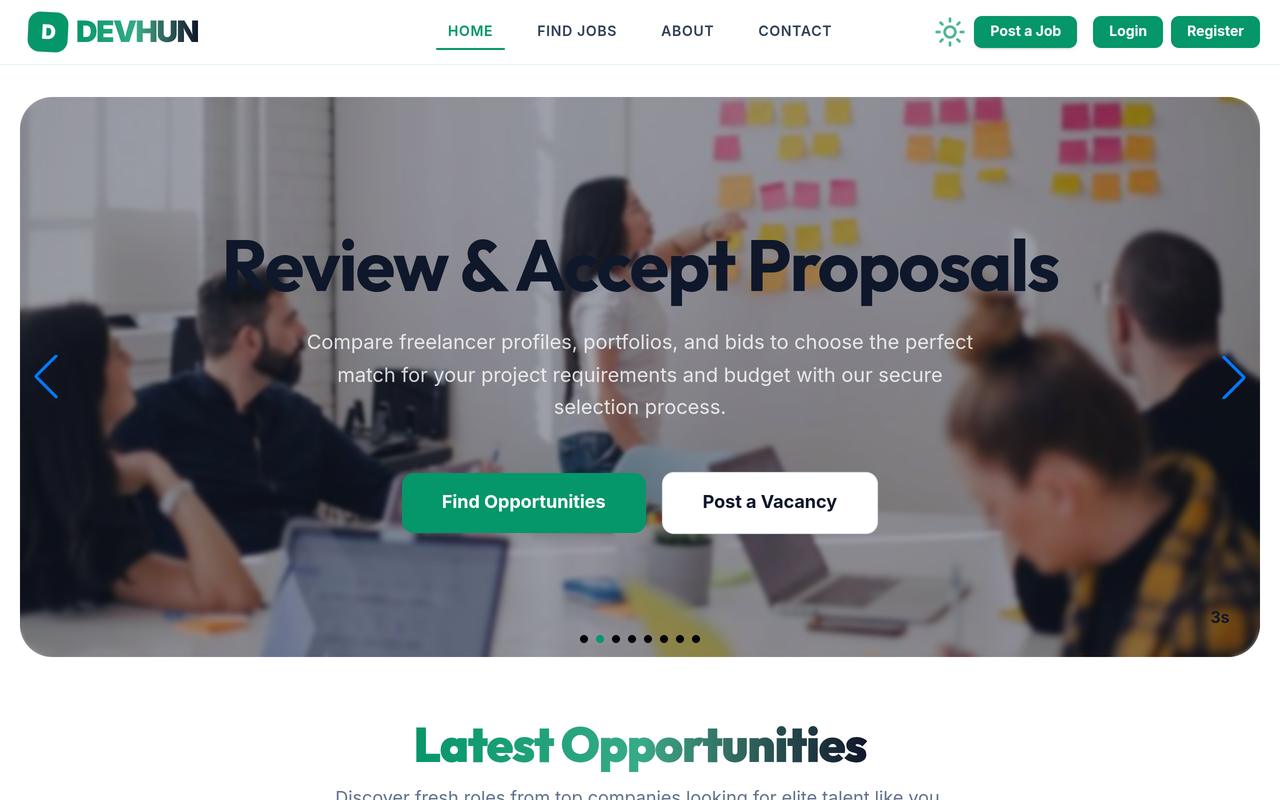 D DEVHUN
HOME FIND JOBS ABOUT CONTACT
Post a Job Login Register
Review & Accept Proposals
Compare freelancer profiles, portfolios, and bids to choose the perfect
match for your project requirements and budget with our secure
selection process.
Find Opportunities Post a Vacancy
3s
Latest Opportunities
Discover fresh roles from top companies looking for elite talent like you